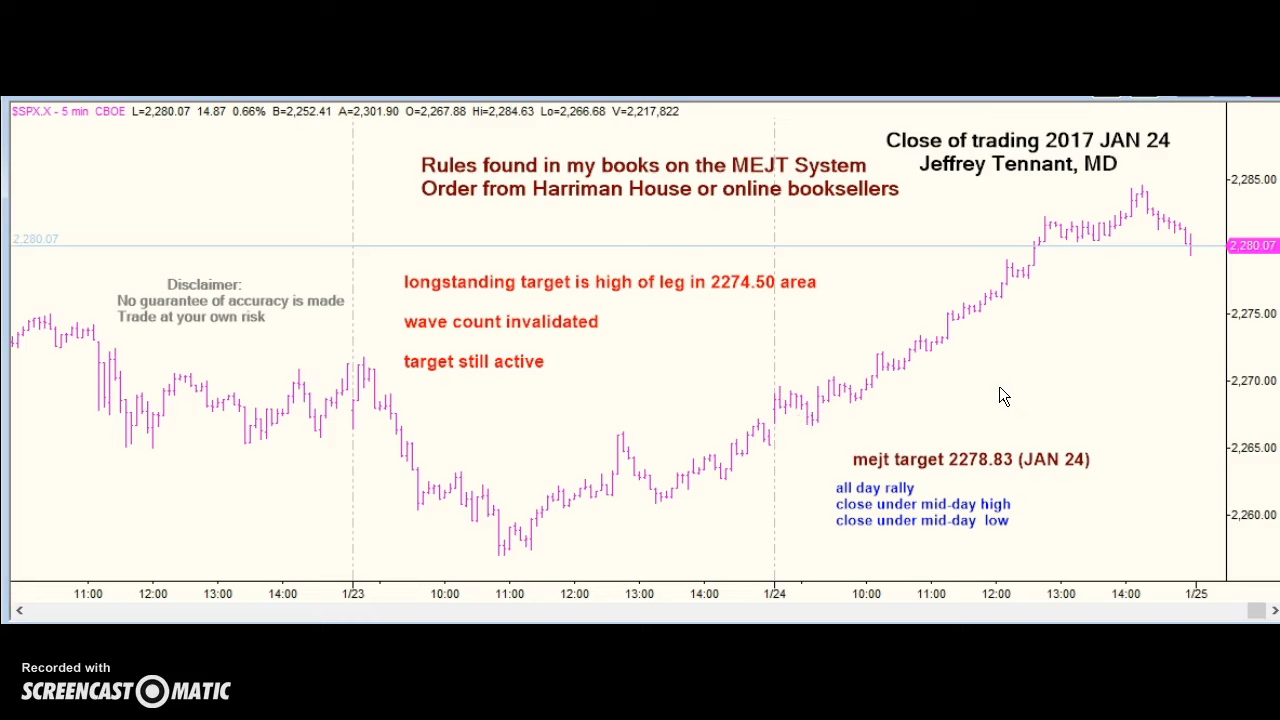 $SPX.X - 5 min CBOE L=2,280.07 14.87 0.66% B=2,252.41 A=2,301.90 O=2,267.88 Hi=2,284.63 Lo=2,266.68 V=2,217,822
Close of trading 2017 JAN 24
Jeffrey Tennant, MD
Rules found in my books on the MEJT System
Order from Harriman House or online booksellers
2,285.00
2,280.07
2,280.07
longstanding target is high of leg in 2274.50 area
Disclaimer:
No guarantee of accuracy is made
Trade at your own risk
wave count invalidated
2,275.00
target still active
2,270.00
2,265.00
mejt target 2278.83 (JAN 24)
all day rally
close under mid-day high
close under mid-day low
2,260.00
11:00 12:00 13:00 14:00 1/23 10:00 11:00 12:00 13:00 14:00 1/24 10:00 11:00 12:00 13:00 14:00 1/25
Recorded with
SCREENCAST MATIC